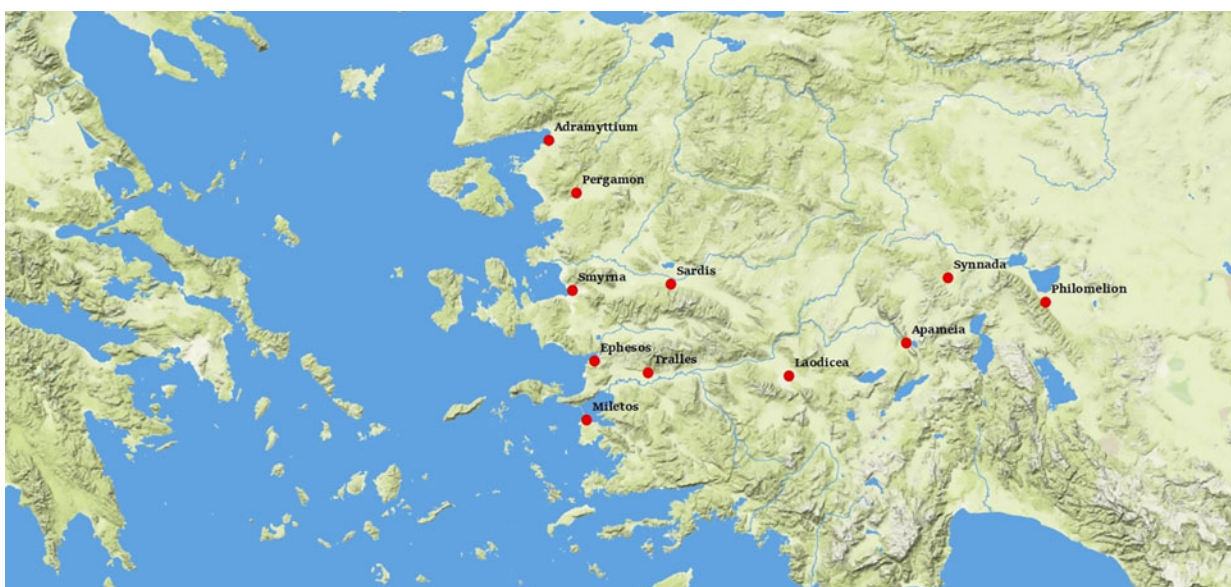 Adramyttium
Pergamon
Smyrna
Sardis
Synnada
Philomelion
Ephesos
Tralles
Laodicea
Apameia
Miletos